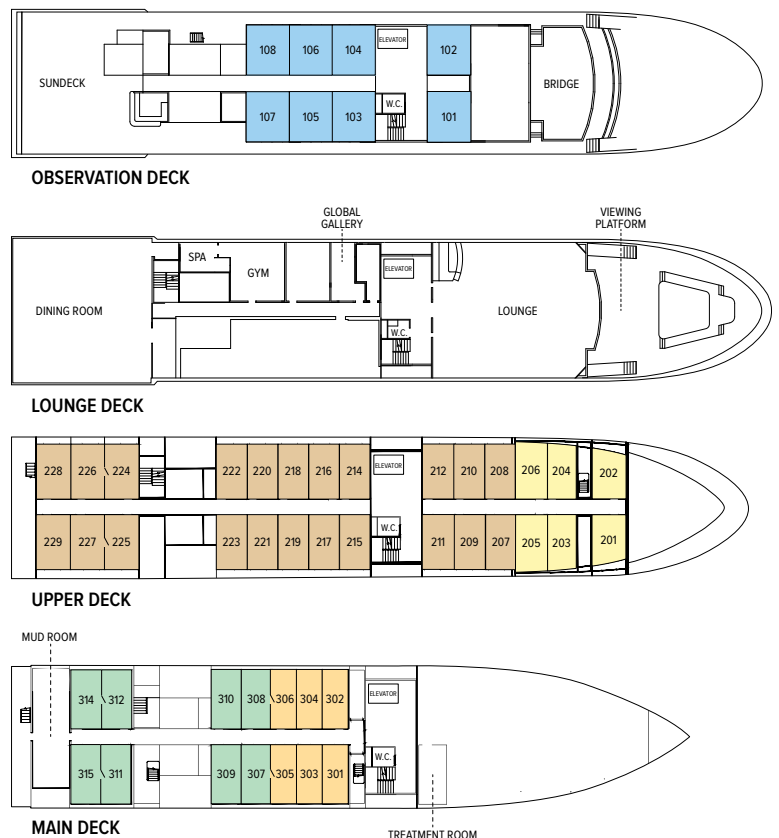 108 106 104 ELEVATOR 102
SUNDECK BRIDGE
W.C.
107 105 103 101
OBSERVATION DECK
GLOBAL
GALLERY
VIEWING
PLATFORM
SPA
GYM
ELEVATOR
DINING ROOM LOUNGE
W.C.
LOUNGE DECK
228 226 224 222 220 218 216 214 ELEVATOR 212 210 208 206 204 202
W.C.
229 227 225 223 221 219 217 215 211 209 207 205 203 201
UPPER DECK
MUD ROOM
314 312 310 308 306 304 302 ELEVATOR
W.C.
315 311 309 307 305 303 301
MAIN DECK
TREATMENT ROOM